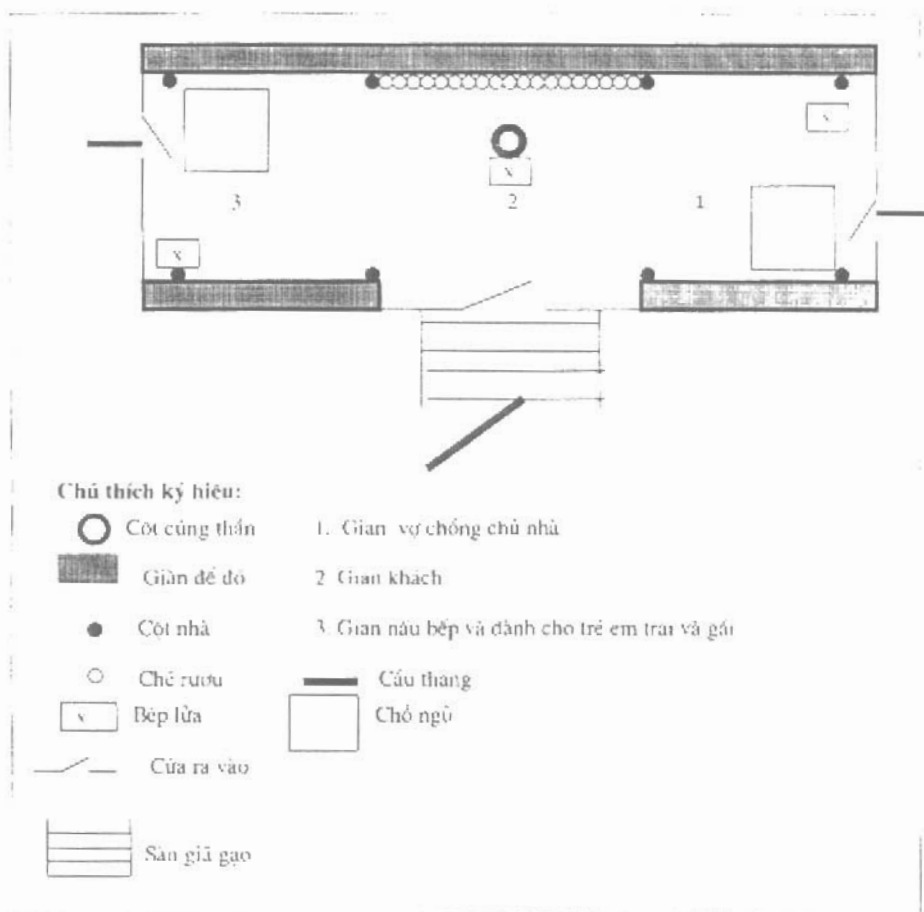 x
x
3
2
1
x
Chú thích ký hiệu:
Cột cúng thần
1. Gian vợ chồng chủ nhà
Giàn để đồ
2 Gian khách
Cột nhà
3. Gian nấu bếp và dành cho trẻ em trai và gái
Ché rượu
Cầu thang
x
Bếp lửa
Chỗ ngủ
Cửa ra vào
Sàn giã gạo